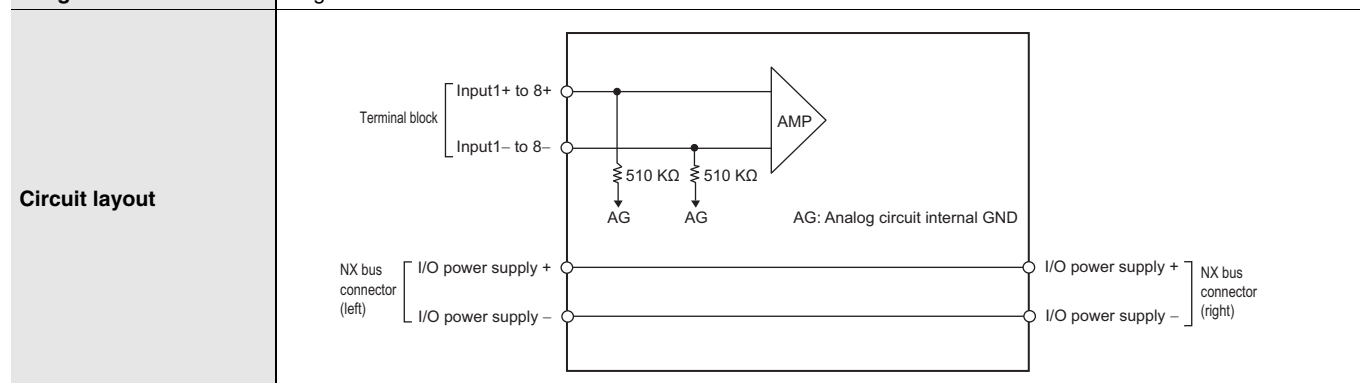 Circuit layout
Terminal block
Input1+ to 8+
Input1− to 8−
AMP
510 KΩ
510 KΩ
AG
AG
AG: Analog circuit internal GND
NX bus
connector
(left)
I/O power supply +
I/O power supply −
I/O power supply +
I/O power supply −
NX bus
connector
(right)